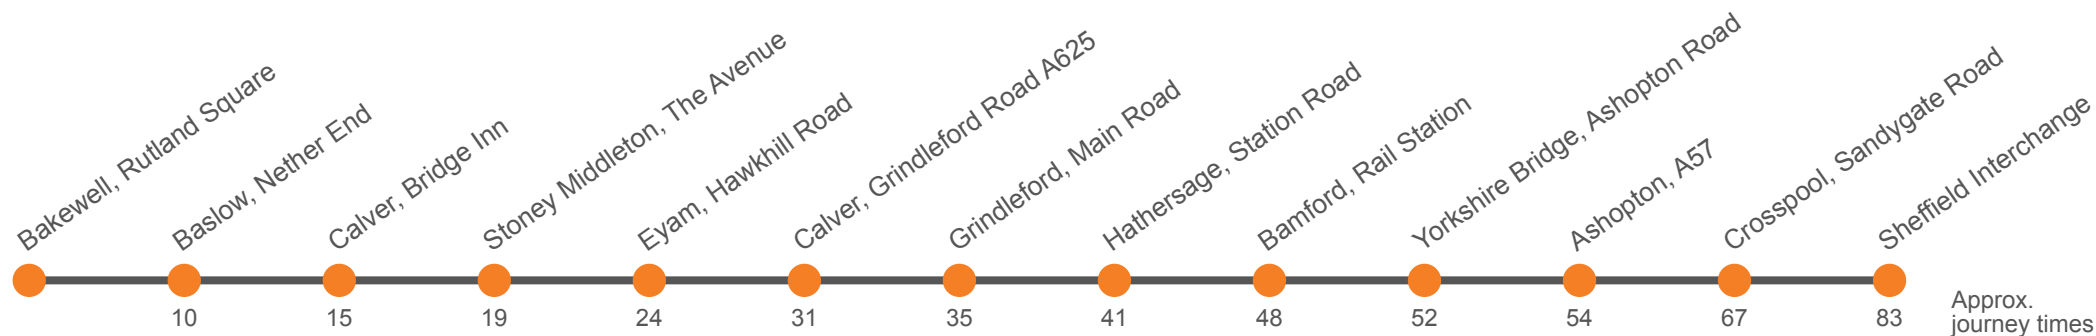 Bakewell, Rutland Square
Baslow, Nether End
Calver, Bridge Inn
Stoney Middleton, The Avenue
Eyam, Hawkhill Road
Calver, Grindleford Road A625
Grindleford, Main Road
Hathersage, Station Road
Bamford, Rail Station
Yorkshire Bridge, Ashopton Road
Ashopton, A57
Crosspool, Sandygate Road
Sheffield Interchange
10
15
19
24
31
35
41
48
52
54
67
83
Approx.
journey times